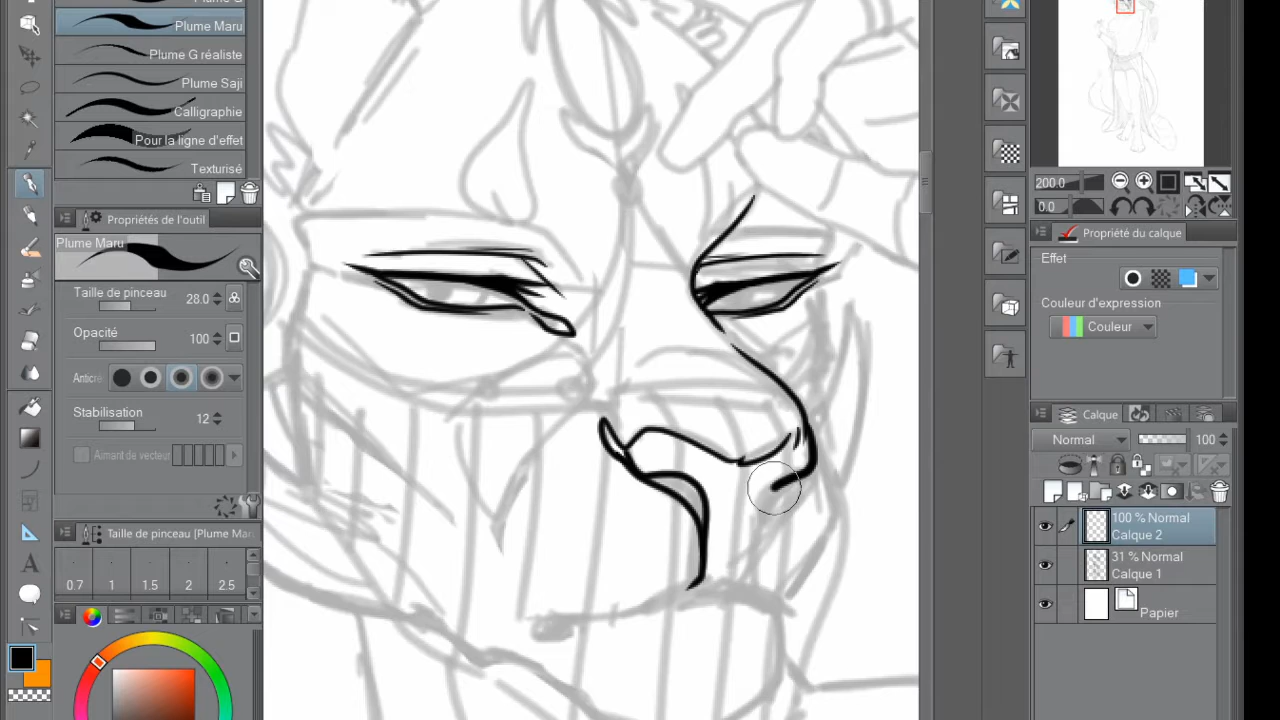 Plume Maru
Plume G réaliste
Plume Saji
Calligraphie
Pour la ligne d'effet
Texturisé
Propriétés de l'outil
Plume Maru
Taille de pinceau 28.0
Opacité 100
Anticré
Stabilisation 12
Aimant de vecteur
Taille de pinceau [Plume Mar
0.7 1 1.5 2 2.5
A
200.0
0.0
Propriété du calque
Effet
Couleur d'expression
Couleur
Calque
Normal 100
100 % Normal
Calque 2
31 % Normal
Calque 1
Papier